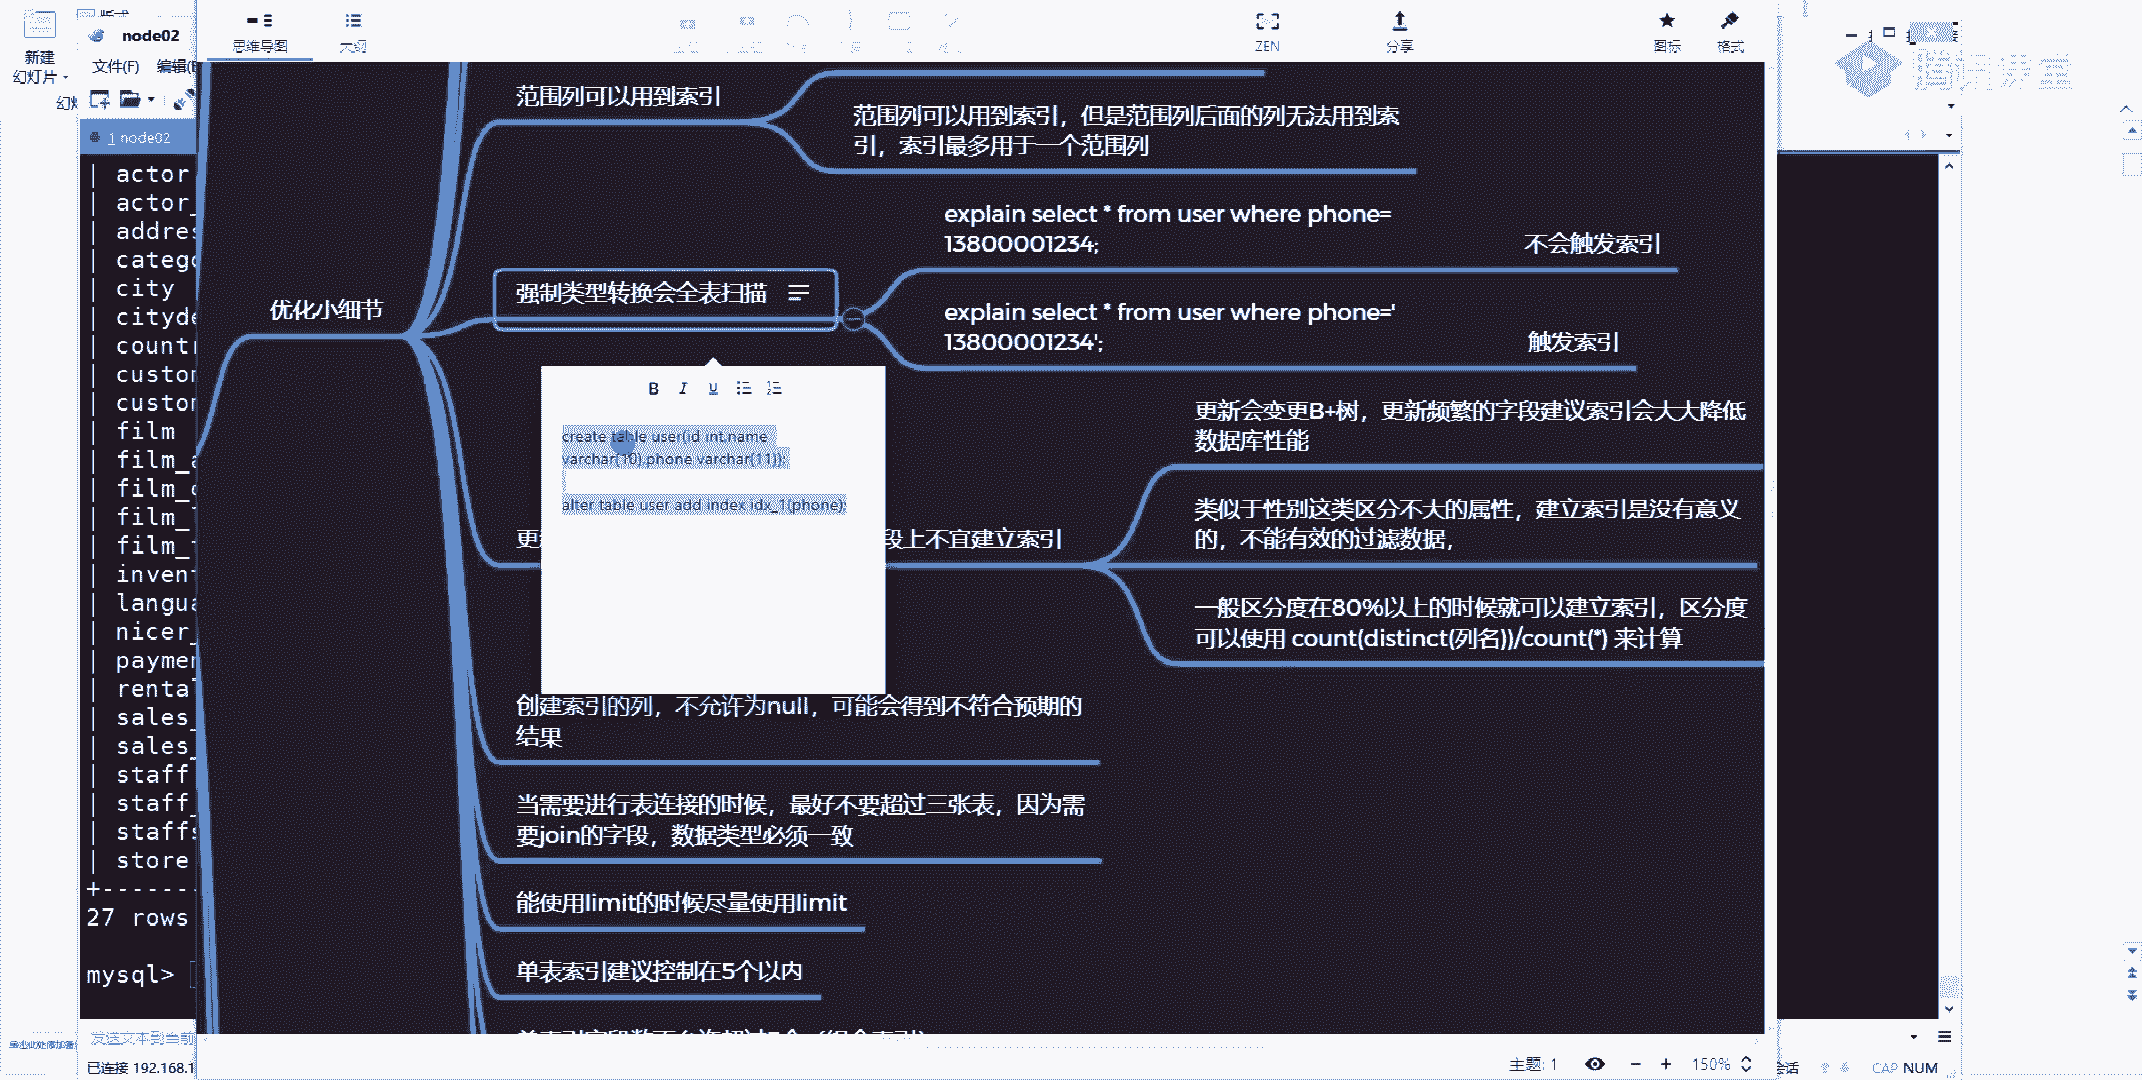 新建
幻灯片
node02
文件(F)
1 node02
思维导图
大纲
ZEN
分享
图标
格式
腾讯课堂
actor
actor_
addres
catego
city
cityde
countr
custom
custom
film
film_a
film_
film_
film_
invent
langua
nicer_
paymen
renta
sales_
sales_
staff
staff_
staffs
store
+-------
27 rows
mysql>
优化小细节
范围列可以用到索引
范围列可以用到索引，但是范围列后面的列无法用到索
引，索引最多用于一个范围列
强制类型转换会全表扫描
explain select * from user where phone=
13800001234;
不会触发索引
explain select * from user where phone='
13800001234';
触发索引
B I U
create table user(id int,name
varchar(10),phone varchar(11));
alter table user add index idx_1(phone);
更
段上不宜建立索引
更新会变更B+树，更新频繁的字段建议索引会大大降低
数据库性能
类似于性别这类区分不大的属性，建立索引是没有意义
的，不能有效的过滤数据，
一般区分度在80%以上的时候就可以建立索引，区分度
可以使用 count(distinct(列名))/count(*) 来计算
创建索引的列，不允许为null，可能会得到不符合预期的
结果
当需要进行表连接的时候，最好不要超过三张表，因为需
要join的字段，数据类型必须一致
能使用limit的时候尽量使用limit
单表索引建议控制在5个以内
发送文本到当前
已连接 192.168.1
主题: 1
150%
会话
CAP NUM